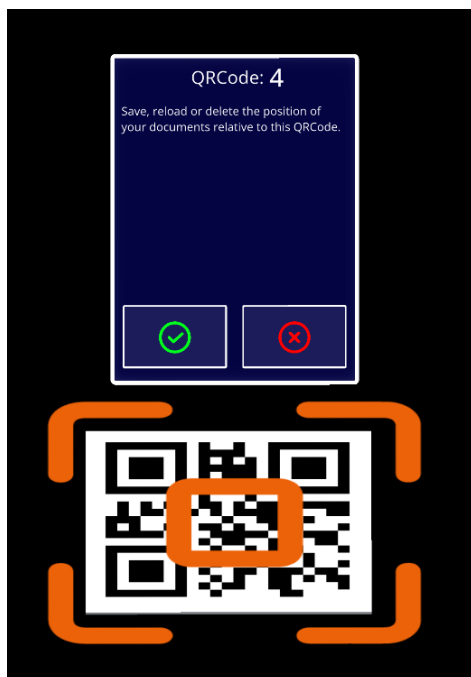 QRCode: 4
Save, reload or delete the position of
your documents relative to this QRCode.